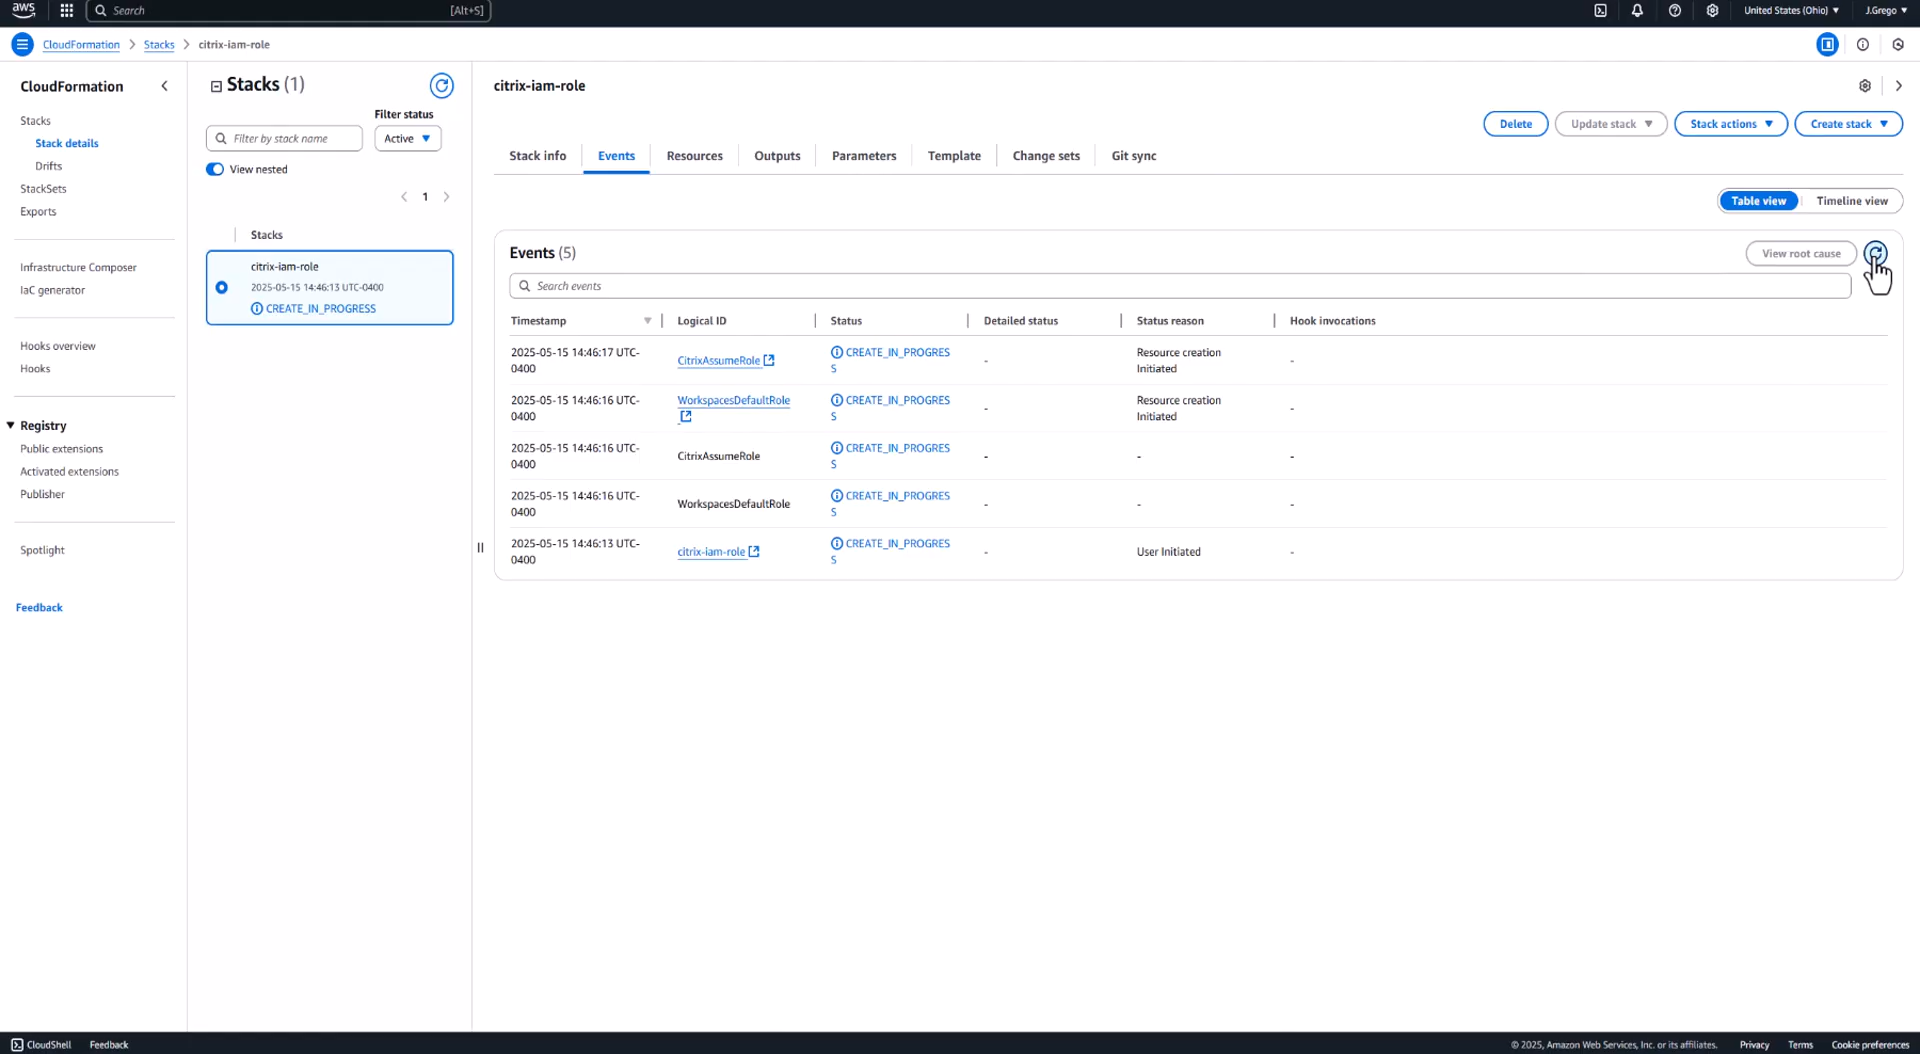 aws
Search
[Alt+S]
United States (Ohio)
J.Grego
CloudFormation
Stacks
citrix-iam-role
CloudFormation
Stacks
Stack details
Drifts
StackSets
Exports
Infrastructure Composer
IaC generator
Hooks overview
Hooks
Registry
Public extensions
Activated extensions
Publisher
Spotlight
Feedback
Stacks (1)
Filter status
Filter by stack name
Active
View nested
1
Stacks
citrix-iam-role
2025-05-15 14:46:13 UTC-0400
CREATE_IN_PROGRESS
citrix-iam-role
Delete
Update stack
Stack actions
Create stack
Stack info
Events
Resources
Outputs
Parameters
Template
Change sets
Git sync
Table view
Timeline view
Events (5)
View root cause
Search events
Timestamp
Logical ID
Status
Detailed status
Status reason
Hook invocations
2025-05-15 14:46:17 UTC-
0400
CitrixAssumeRole
CREATE_IN_PROGRES
S
-
Resource creation
Initiated
-
2025-05-15 14:46:16 UTC-
0400
WorkspacesDefaultRole
CREATE_IN_PROGRES
S
-
Resource creation
Initiated
-
2025-05-15 14:46:16 UTC-
0400
CitrixAssumeRole
CREATE_IN_PROGRES
S
-
-
-
2025-05-15 14:46:16 UTC-
0400
WorkspacesDefaultRole
CREATE_IN_PROGRES
S
-
-
-
2025-05-15 14:46:13 UTC-
0400
citrix-iam-role
CREATE_IN_PROGRES
S
-
User Initiated
-
CloudShell
Feedback
© 2025, Amazon Web Services, Inc. or its affiliates.
Privacy
Terms
Cookie preferences